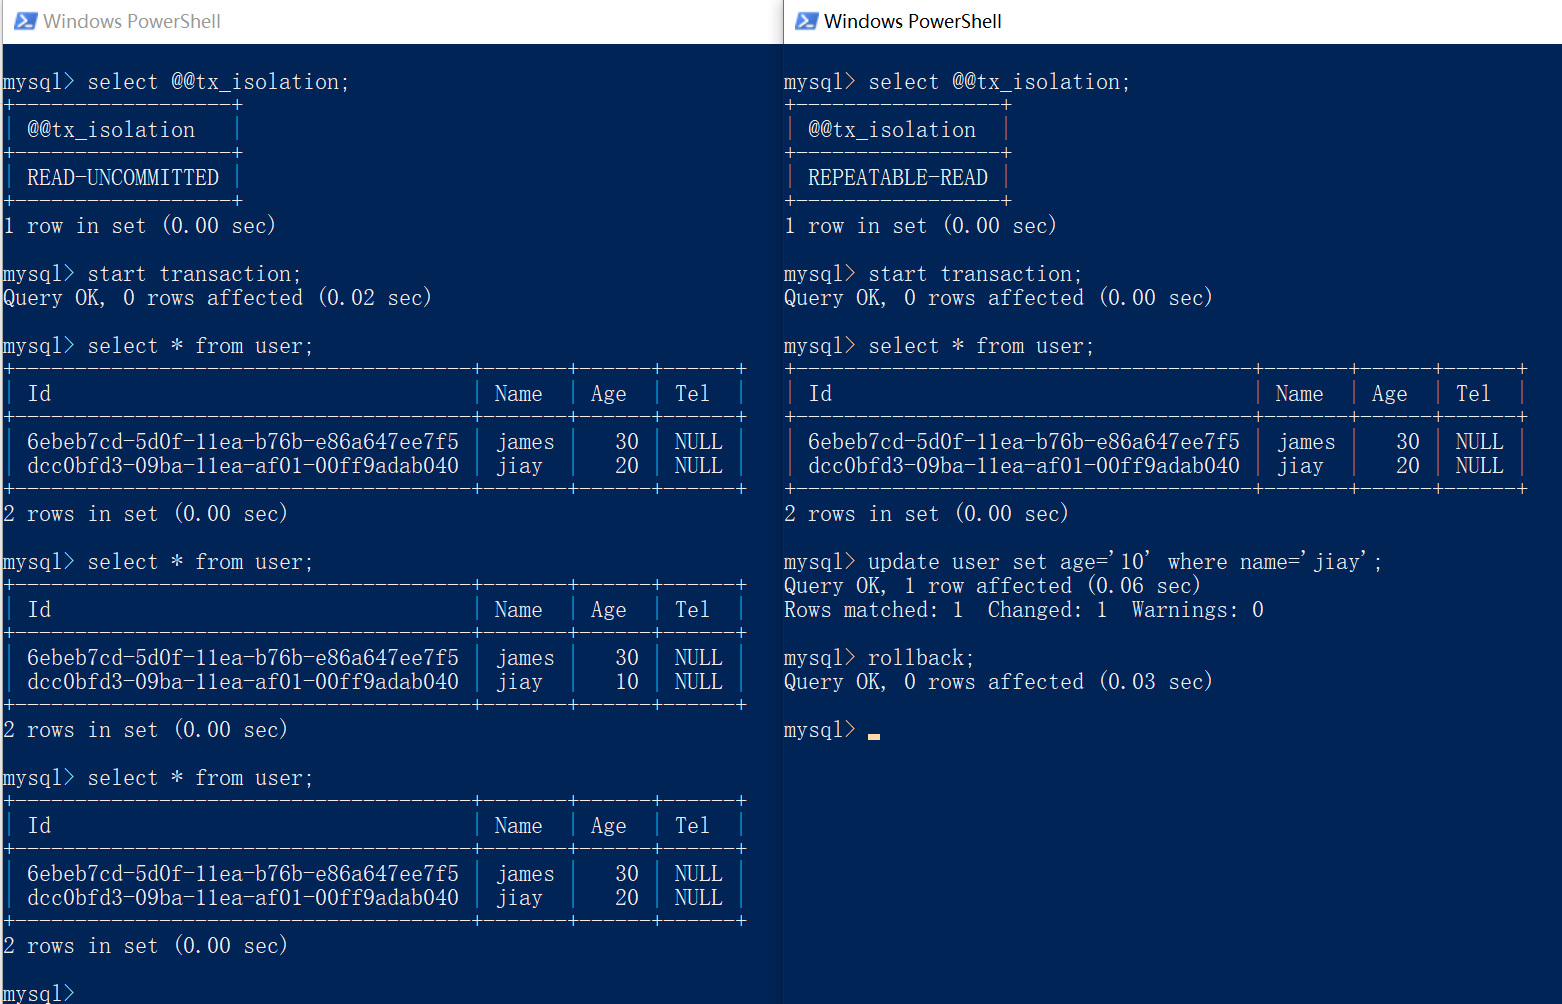 Windows PowerShell
mysql> select @@tx_isolation;
+------------------+
| @@tx_isolation   |
+------------------+
| READ-UNCOMMITTED |
+------------------+
1 row in set (0.00 sec)
mysql> start transaction;
Query OK, 0 rows affected (0.02 sec)
mysql> select * from user;
+--------------------------------------+-------+------+------+
| Id                                   | Name  | Age  | Tel  |
+--------------------------------------+-------+------+------+
| 6ebeb7cd-5d0f-11ea-b76b-e86a647ee7f5 | james |   30 | NULL |
| dcc0bfd3-09ba-11ea-af01-00ff9adab040 | jiay  |   20 | NULL |
+--------------------------------------+-------+------+------+
2 rows in set (0.00 sec)
mysql> select * from user;
+--------------------------------------+-------+------+------+
| Id                                   | Name  | Age  | Tel  |
+--------------------------------------+-------+------+------+
| 6ebeb7cd-5d0f-11ea-b76b-e86a647ee7f5 | james |   30 | NULL |
| dcc0bfd3-09ba-11ea-af01-00ff9adab040 | jiay  |   10 | NULL |
+--------------------------------------+-------+------+------+
2 rows in set (0.00 sec)
mysql> select * from user;
+--------------------------------------+-------+------+------+
| Id                                   | Name  | Age  | Tel  |
+--------------------------------------+-------+------+------+
| 6ebeb7cd-5d0f-11ea-b76b-e86a647ee7f5 | james |   30 | NULL |
| dcc0bfd3-09ba-11ea-af01-00ff9adab040 | jiay  |   20 | NULL |
+--------------------------------------+-------+------+------+
2 rows in set (0.00 sec)
mysql>
Windows PowerShell
mysql> select @@tx_isolation;
+-----------------+
| @@tx_isolation  |
+-----------------+
| REPEATABLE-READ |
+-----------------+
1 row in set (0.00 sec)
mysql> start transaction;
Query OK, 0 rows affected (0.00 sec)
mysql> select * from user;
+--------------------------------------+-------+------+------+
| Id                                   | Name  | Age  | Tel  |
+--------------------------------------+-------+------+------+
| 6ebeb7cd-5d0f-11ea-b76b-e86a647ee7f5 | james |   30 | NULL |
| dcc0bfd3-09ba-11ea-af01-00ff9adab040 | jiay  |   20 | NULL |
+--------------------------------------+-------+------+------+
2 rows in set (0.00 sec)
mysql> update user set age='10' where name='jiay';
Query OK, 1 row affected (0.06 sec)
Rows matched: 1  Changed: 1  Warnings: 0
mysql> rollback;
Query OK, 0 rows affected (0.03 sec)
mysql>